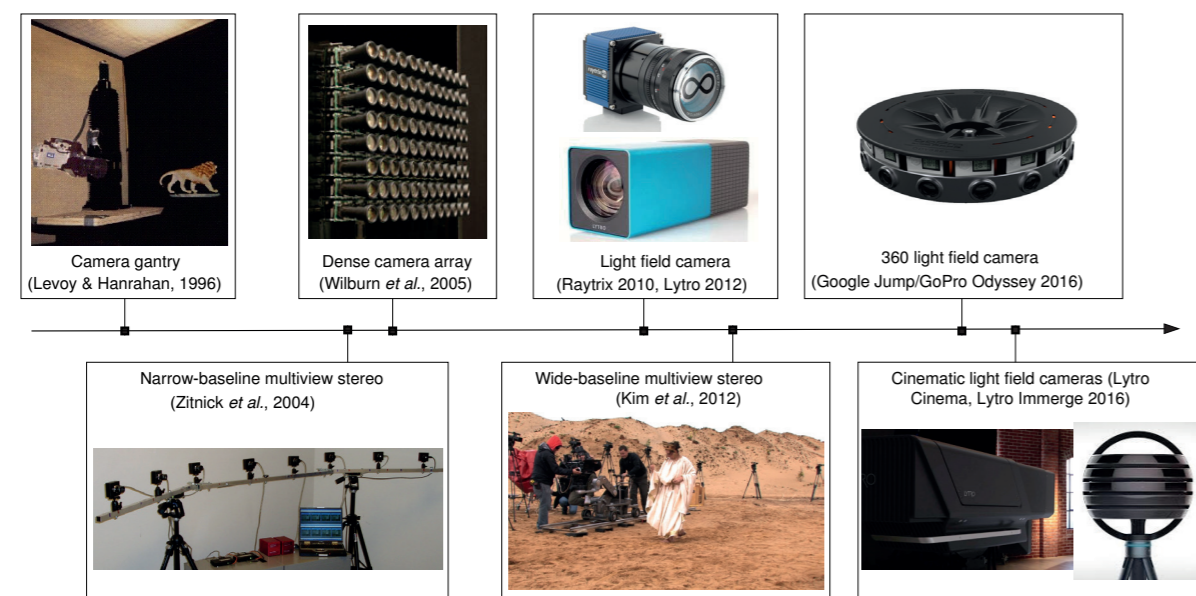 Camera gantry
(Levoy & Hanrahan, 1996)
Dense camera array
(Wilburn et al., 2005)
LYTRO
Light field camera
(Raytrix 2010, Lytro 2012)
360 light field camera
(Google Jump/GoPro Odyssey 2016)
Narrow-baseline multiview stereo
(Zitnick et al., 2004)
Wide-baseline multiview stereo
(Kim et al., 2012)
Cinematic light field cameras (Lytro
Cinema, Lytro Immerge 2016)
LYTRO